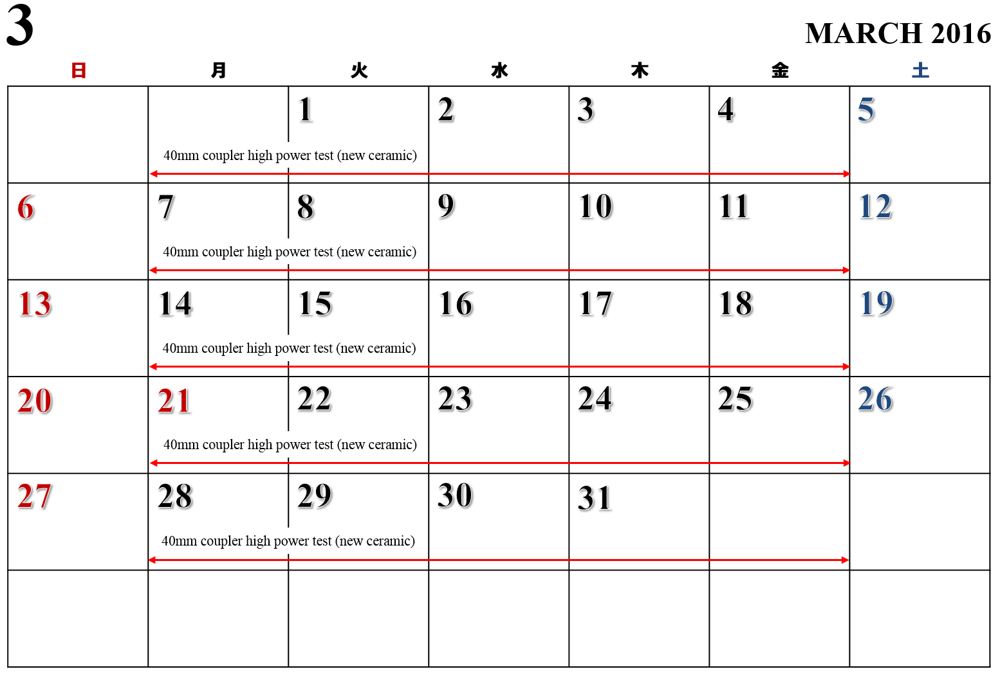 3
MARCH 2016
日 月 火 水 木 金 土
1 2 3 4 5
40mm coupler high power test (new ceramic)
6 7 8 9 10 11 12
40mm coupler high power test (new ceramic)
13 14 15 16 17 18 19
40mm coupler high power test (new ceramic)
20 21 22 23 24 25 26
40mm coupler high power test (new ceramic)
27 28 29 30 31
40mm coupler high power test (new ceramic)